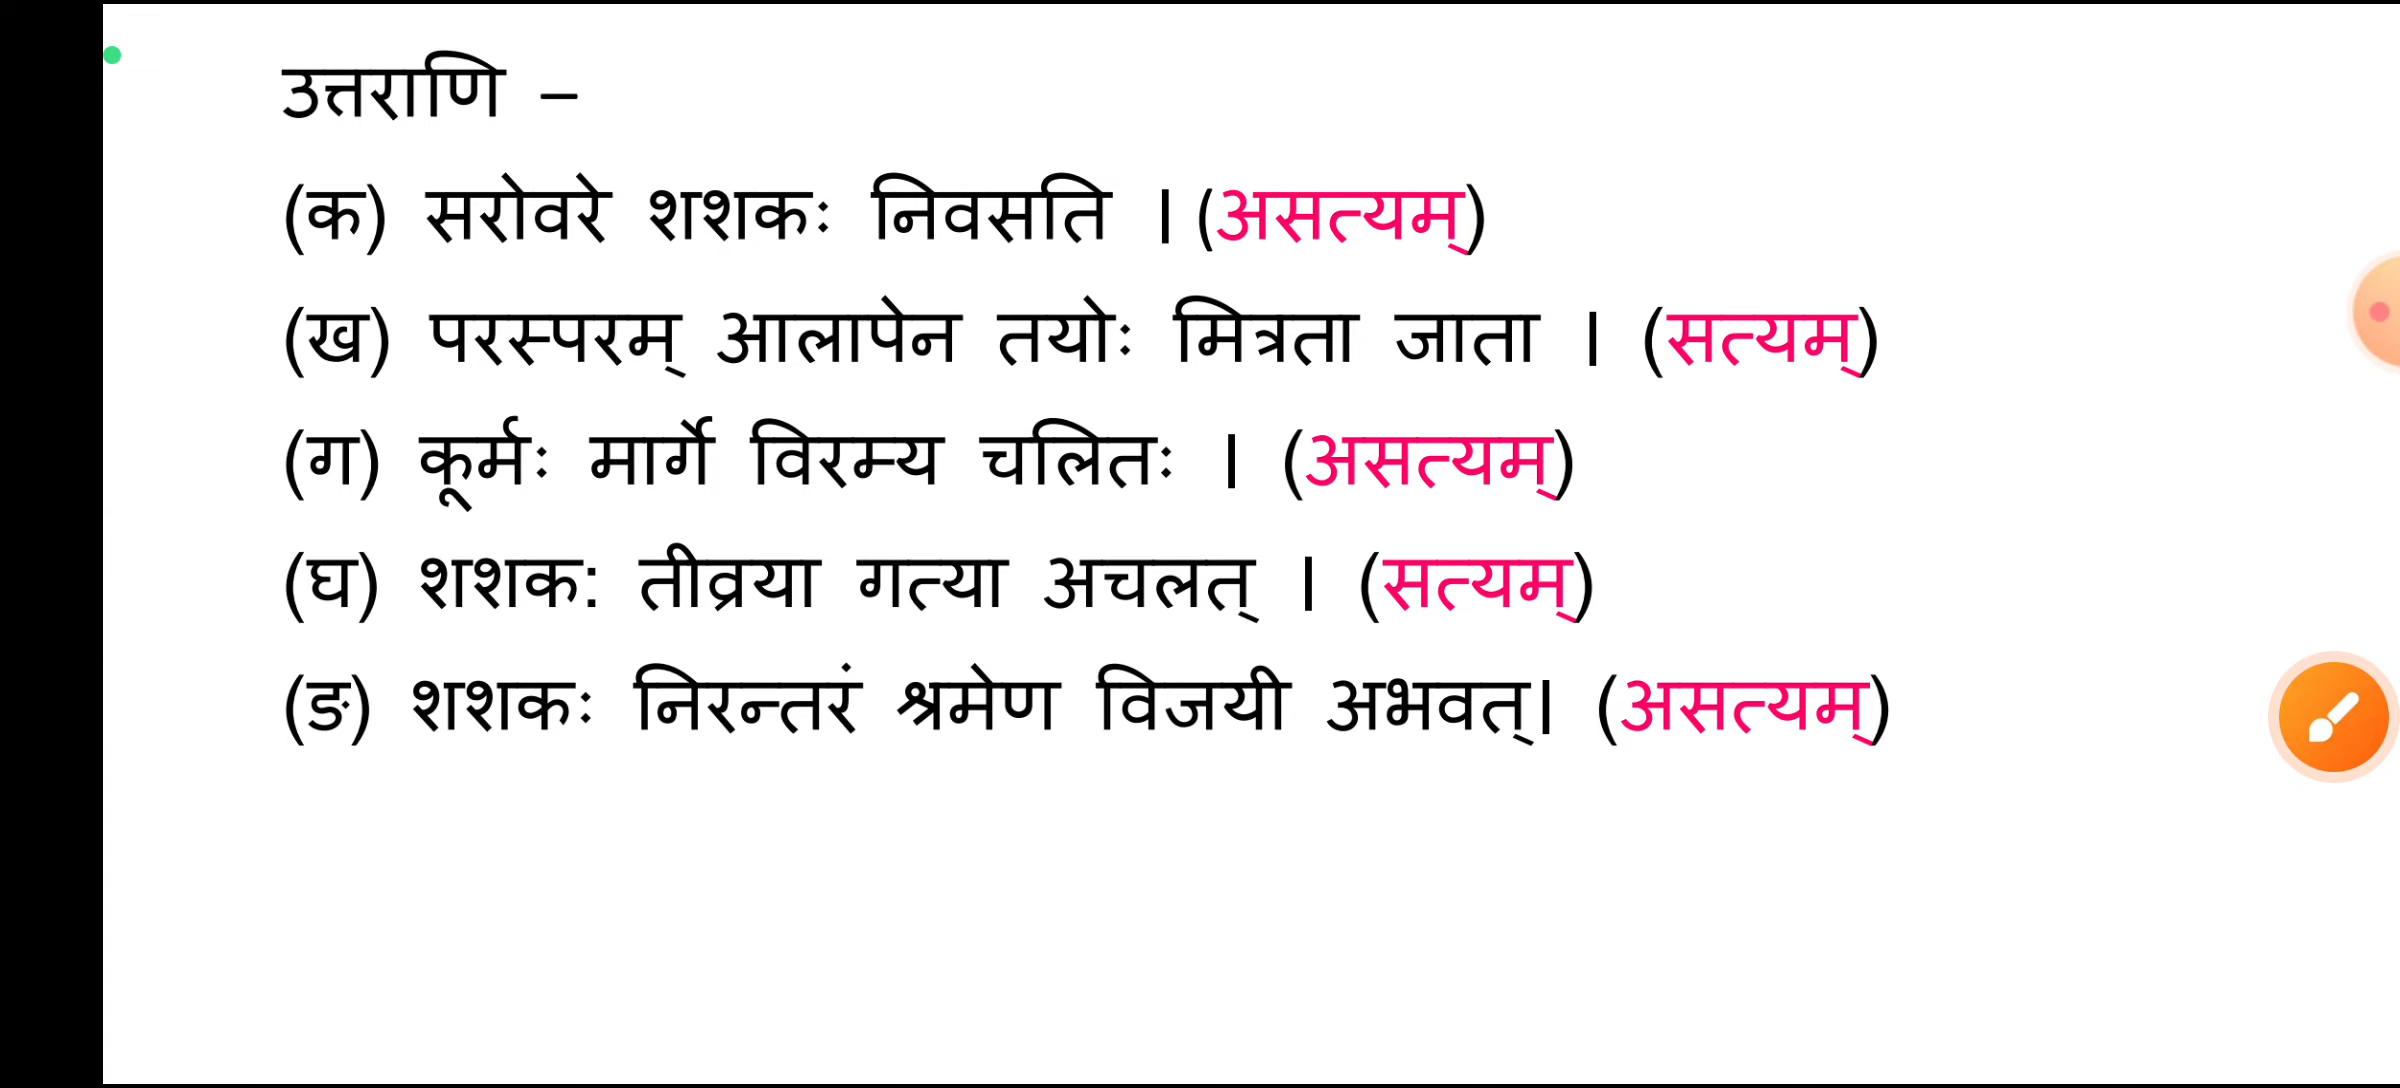 उत्तराणि –
(क) सरोवरे शशकः निवसति । (असत्यम्)
(ख) परस्परम् आलापेन तयोः मित्रता जाता । (सत्यम्)
(ग) कूर्मः मार्गे विरम्य चलितः । (असत्यम्)
(घ) शशक: तीव्रया गत्या अचलत् । (सत्यम्)
(ङ) शशकः निरन्तरं श्रमेण विजयी अभवत्। (असत्यम्)